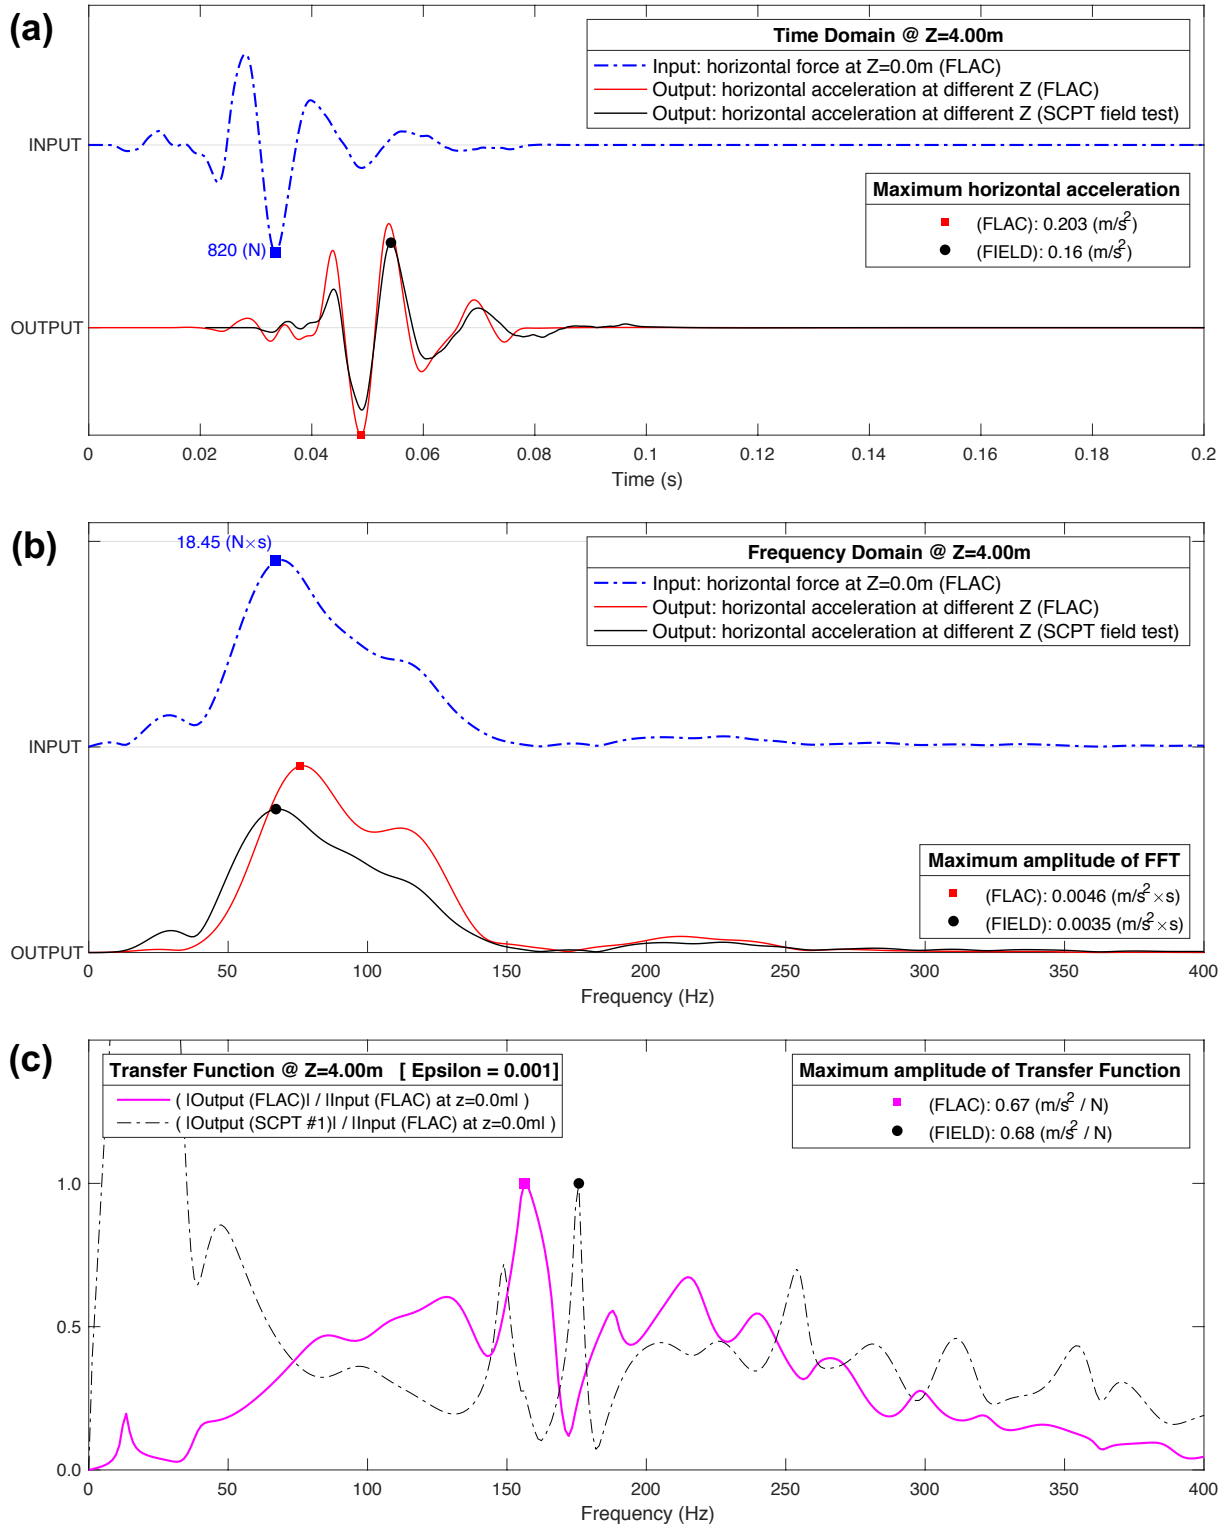 (a)
Time Domain @ Z=4.00m
Input: horizontal force at Z=0.0m (FLAC)
Output: horizontal acceleration at different Z (FLAC)
Output: horizontal acceleration at different Z (SCPT field test)
INPUT
Maximum horizontal acceleration
(FLAC): 0.203 (m/s²)
(FIELD): 0.16 (m/s²)
820 (N)
OUTPUT
0 0.02 0.04 0.06 0.08 0.1 0.12 0.14 0.16 0.18 0.2
Time (s)
(b)
18.45 (N×s)
Frequency Domain @ Z=4.00m
Input: horizontal force at Z=0.0m (FLAC)
Output: horizontal acceleration at different Z (FLAC)
Output: horizontal acceleration at different Z (SCPT field test)
INPUT
Maximum amplitude of FFT
(FLAC): 0.0046 (m/s²×s)
(FIELD): 0.0035 (m/s²×s)
OUTPUT
0 50 100 150 200 250 300 350 400
Frequency (Hz)
(c)
Transfer Function @ Z=4.00m [ Epsilon = 0.001]
( |Output (FLAC)| / |Input (FLAC) at z=0.0m| )
( |Output (SCPT #1)| / |Input (FLAC) at z=0.0m| )
Maximum amplitude of Transfer Function
(FLAC): 0.67 (m/s² / N)
(FIELD): 0.68 (m/s² / N)
1.0
0.5
0.0
0 50 100 150 200 250 300 350 400
Frequency (Hz)